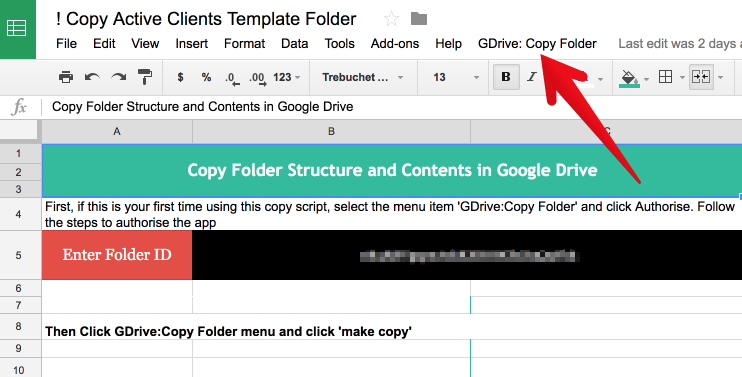 ! Copy Active Clients Template Folder
File Edit View Insert Format Data Tools Add-ons Help GDrive: Copy Folder Last edit was 2 days
$ % .0 .00 123 Trebuchet ... 13 B I
fx Copy Folder Structure and Contents in Google Drive
A B C
1
2 Copy Folder Structure and Contents in Google Drive
3
4 First, if this is your first time using this copy script, select the menu item 'GDrive:Copy Folder' and click Authorise. Follow
the steps to authorise the app
5 Enter Folder ID
6
7
8 Then Click GDrive:Copy Folder menu and click 'make copy'
9
10